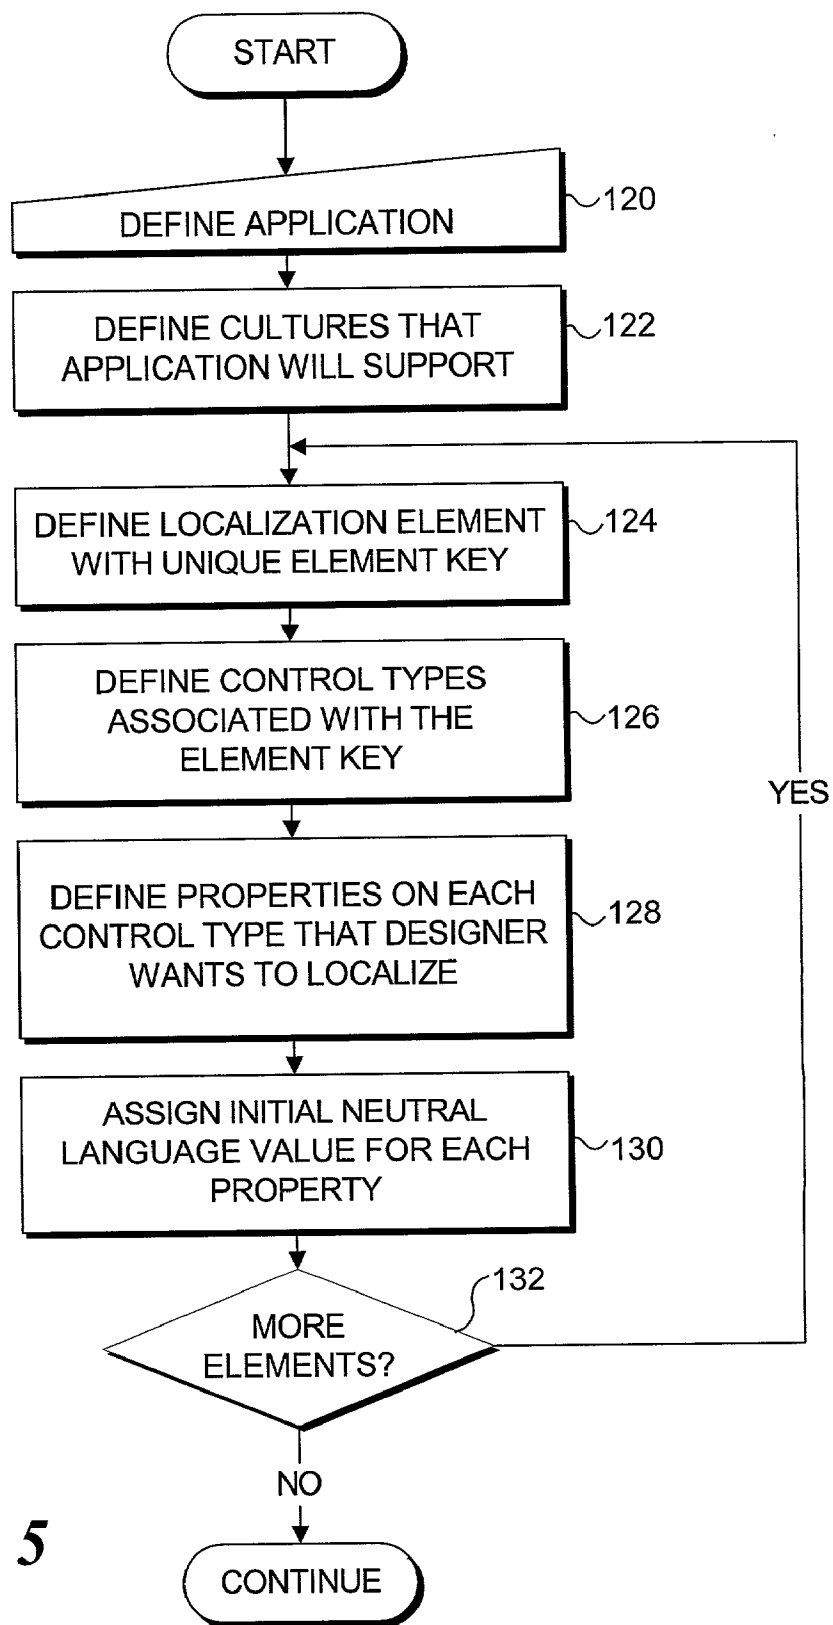 START
DEFINE APPLICATION
120
DEFINE CULTURES THAT
APPLICATION WILL SUPPORT
122
DEFINE LOCALIZATION ELEMENT
WITH UNIQUE ELEMENT KEY
124
DEFINE CONTROL TYPES
ASSOCIATED WITH THE
ELEMENT KEY
126
YES
DEFINE PROPERTIES ON EACH
CONTROL TYPE THAT DESIGNER
WANTS TO LOCALIZE
128
ASSIGN INITIAL NEUTRAL
LANGUAGE VALUE FOR EACH
PROPERTY
130
132
MORE
ELEMENTS?
NO
5
CONTINUE